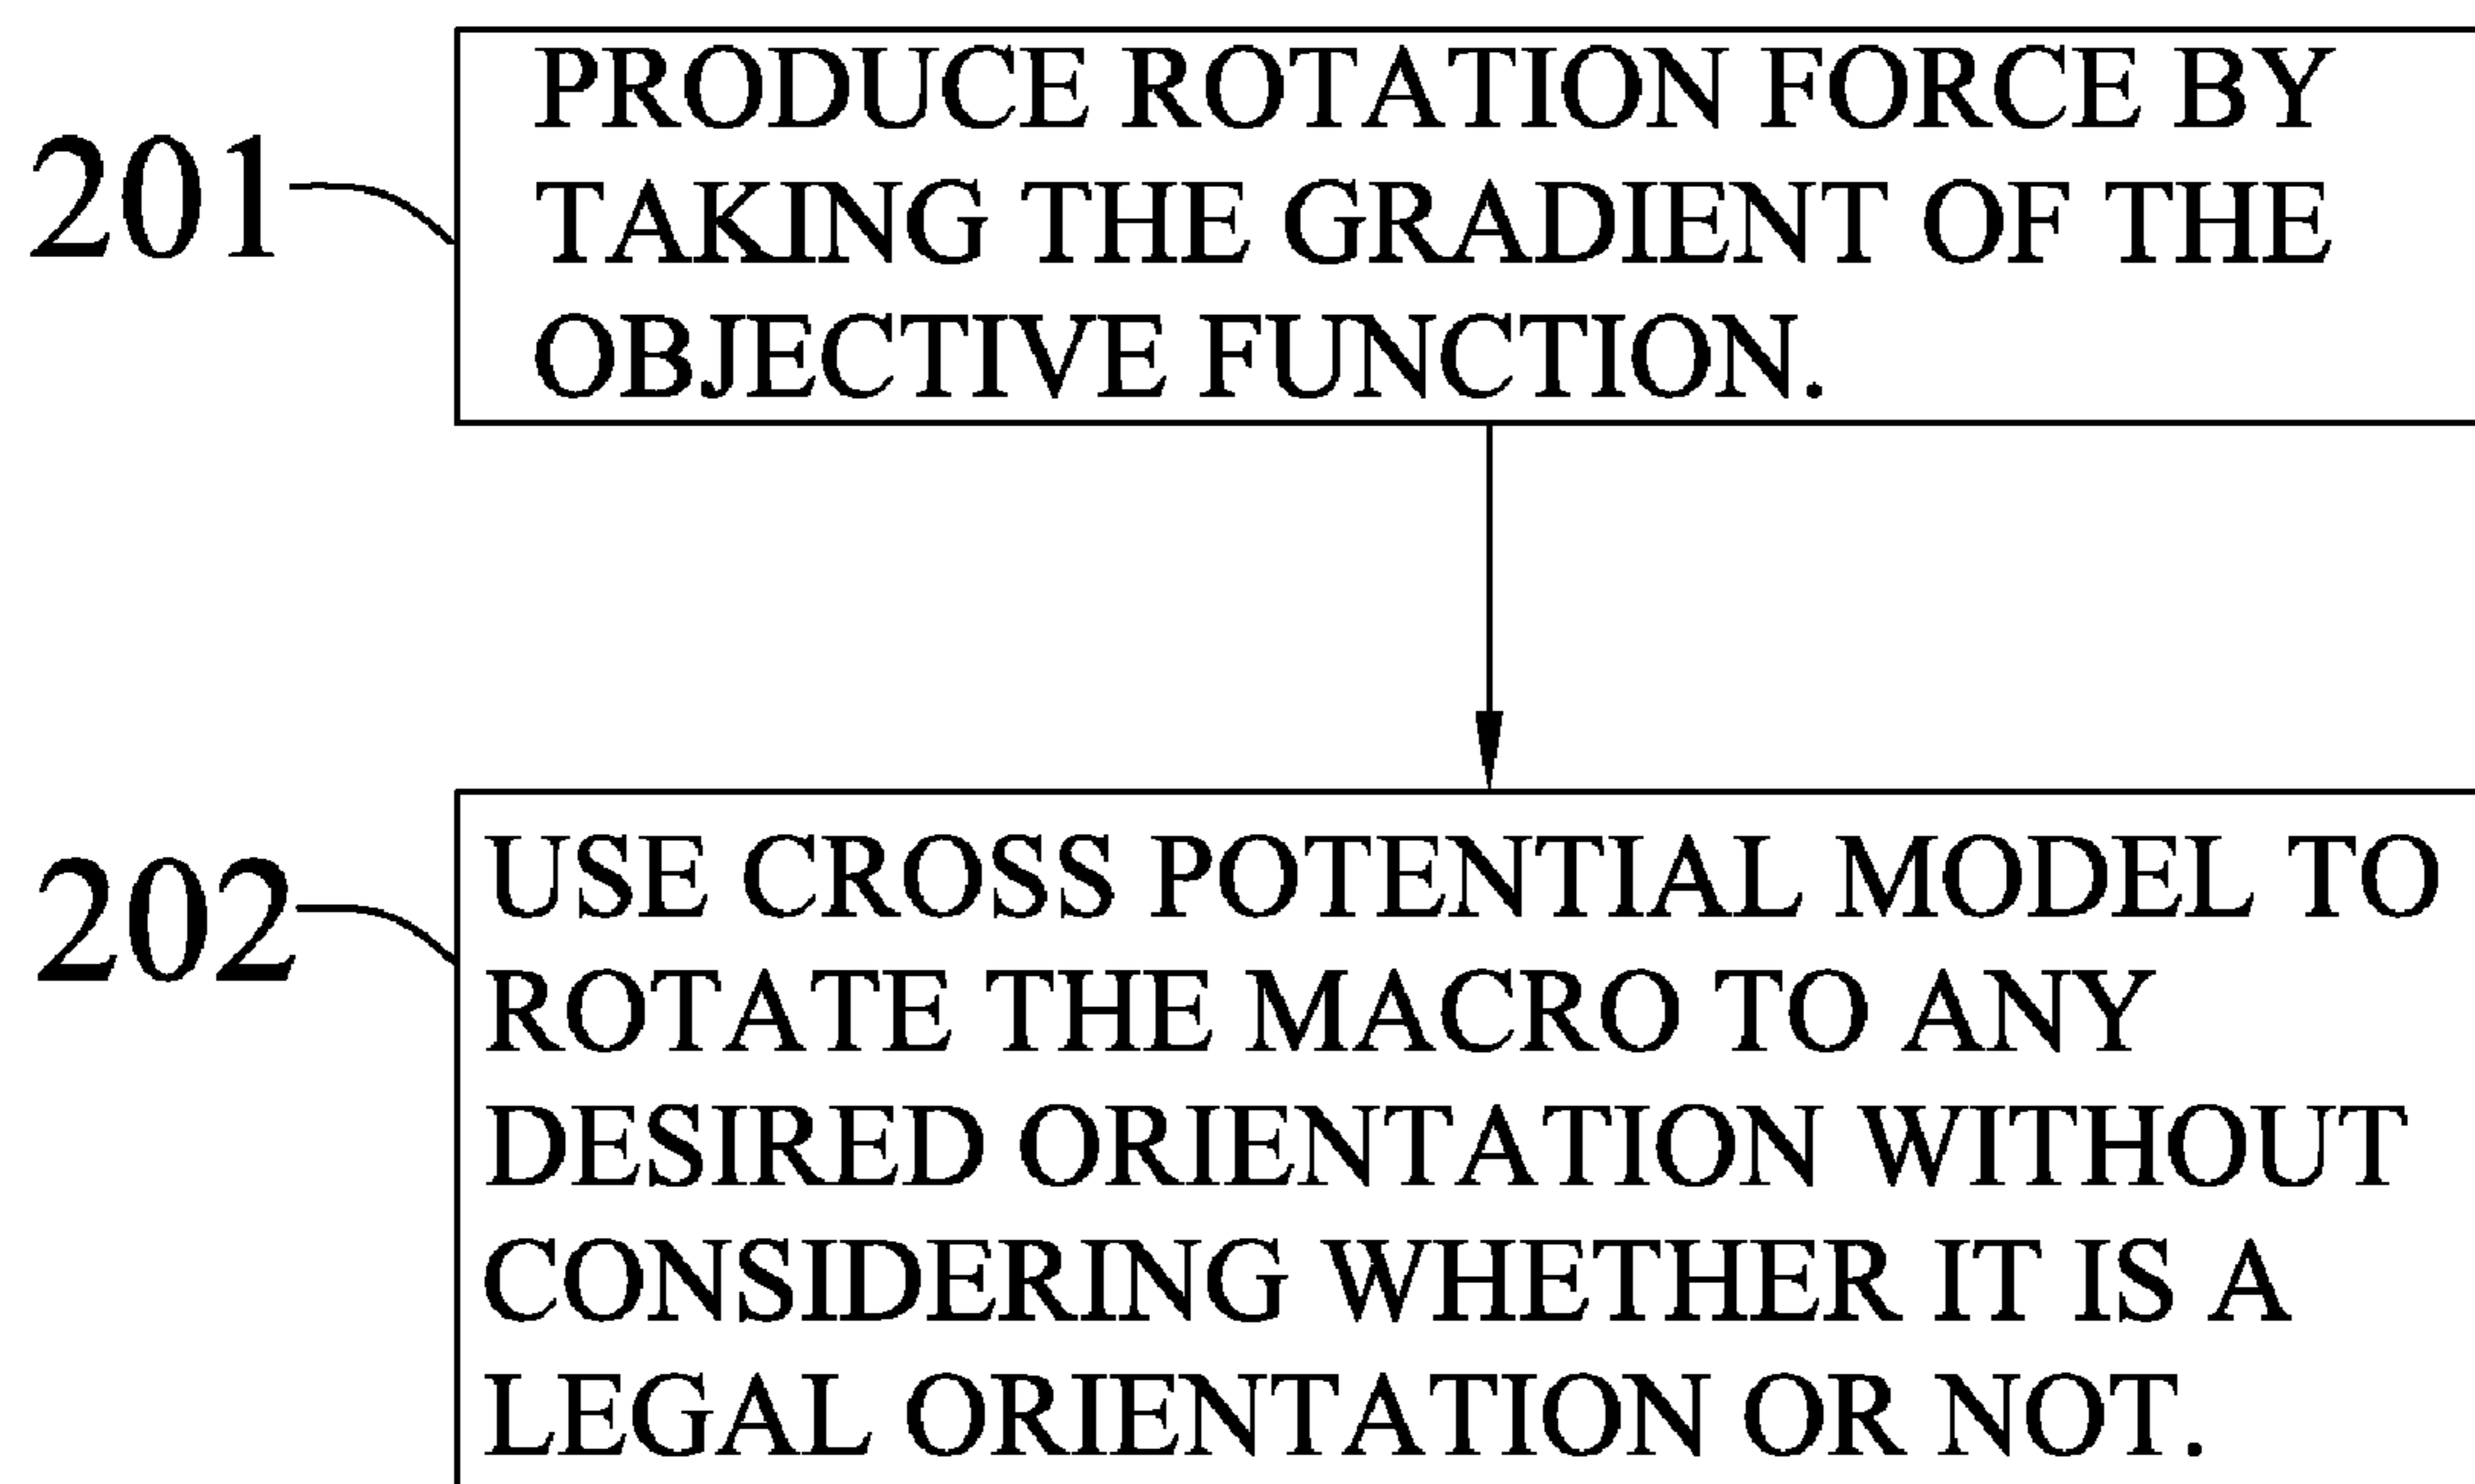 201
PRODUCE ROTATION FORCE BY
TAKING THE GRADIENT OF THE
OBJECTIVE FUNCTION.
202
USE CROSS POTENTIAL MODEL TO
ROTATE THE MACRO TO ANY
DESIRED ORIENTATION WITHOUT
CONSIDERING WHETHER IT IS A
LEGAL ORIENTATION OR NOT.